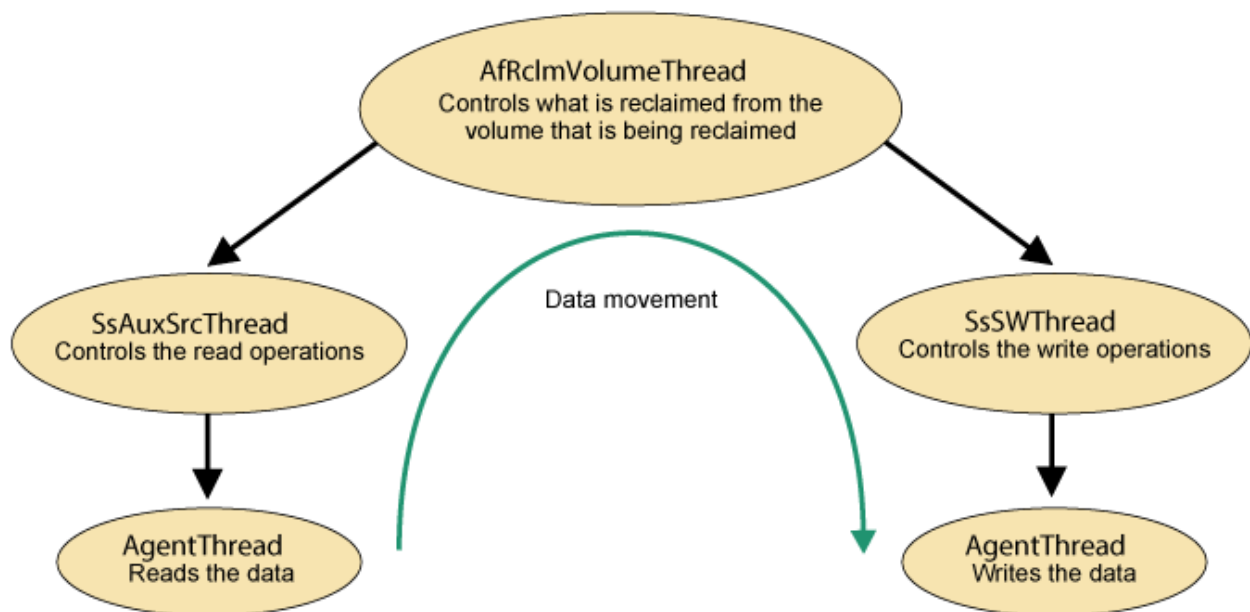 AfRclmVolumeThread
Controls what is reclaimed from the
volume that is being reclaimed
Data movement
SsAuxSrcThread
Controls the read operations
SsSWThread
Controls the write operations
AgentThread
Reads the data
AgentThread
Writes the data